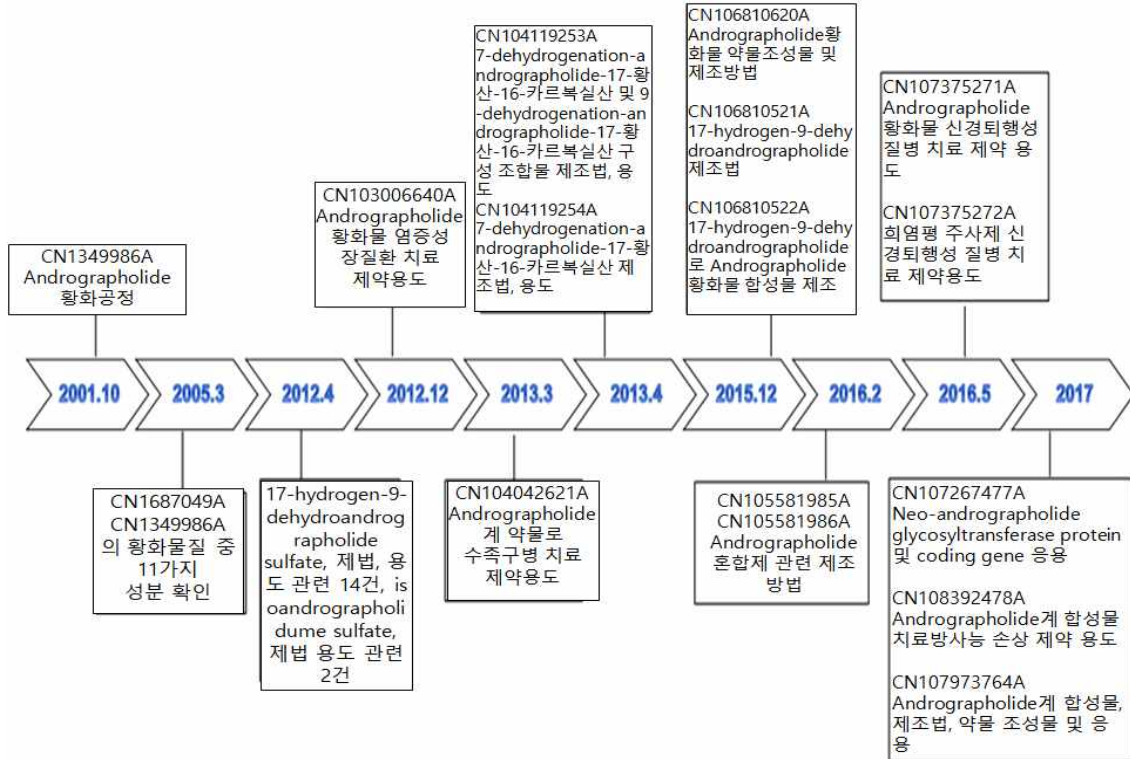 CN1349986A
Andrographolide
황화공정
CN103006640A
Andrographolide
황화물 염증성
장질환 치료
제약용도
CN104119253A
7-dehydrogenation-a
ndrographolide-17-황
산-16-카르복실산 및 9
-dehydrogenation-an
drographolide-17-황
산-16-카르복실산 구
성 조합물 제조법, 용
도
CN104119254A
7-dehydrogenation-a
ndrographolide-17-황
산-16-카르복실산 제
조법, 용도
CN106810620A
Andrographolide황
화물 약물조성물 및
제조방법
CN106810521A
17-hydrogen-9-dehy
droandrographolide
제조법
CN106810522A
17-hydrogen-9-dehy
droandrographolide
로 Andrographolide
황화물 합성물 제조
CN107375271A
Andrographolide
황화물 신경퇴행성
질병 치료 제약 용
도
CN107375272A
희염평 주사제 신
경퇴행성 질병 치
료 제약용도
2001.10
2005.3
2012.4
2012.12
2013.3
2013.4
2015.12
2016.2
2016.5
2017
CN1687049A
CN1349986A
의 황화물질 중
11가지
성분 확인
17-hydrogen-9-
dehydroandrog
rapholide
sulfate, 제법, 용
도 관련 14건, is
oandrographoli
dume sulfate,
제법 용도 관련
2건
CN104042621A
Andrographolide
계 약물로
수족구병 치료
제약용도
CN105581985A
CN105581986A
Andrographolide
혼합제 관련 제조
방법
CN107267477A
Neo-andrographolide
glycosyltransferase protein
및 coding gene 응용
CN108392478A
Andrographolide계 합성물
치료방사능 손상 제약 용도
CN107973764A
Andrographolide계 합성물,
제조법, 약물 조성물 및 응
용